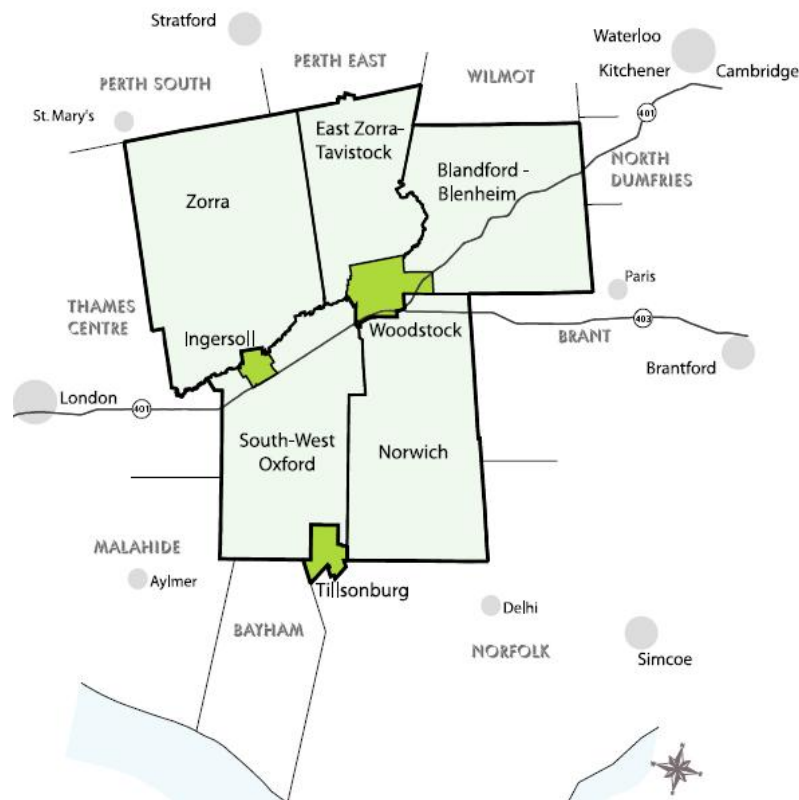 Stratford
Waterloo
PERTH EAST
Kitchener
Cambridge
WILMOT
PERTH SOUTH
St. Mary's
401
East Zorra-
Tavistock
NORTH
DUMFRIES
Blandford -
Blenheim
Zorra
Paris
THAMES
CENTRE
Ingersoll
Woodstock
403
BRANT
Brantford
London
401
South-West
Oxford
Norwich
MALAHIDE
Aylmer
Tillsonburg
Delhi
BAYHAM
NORFOLK
Simcoe